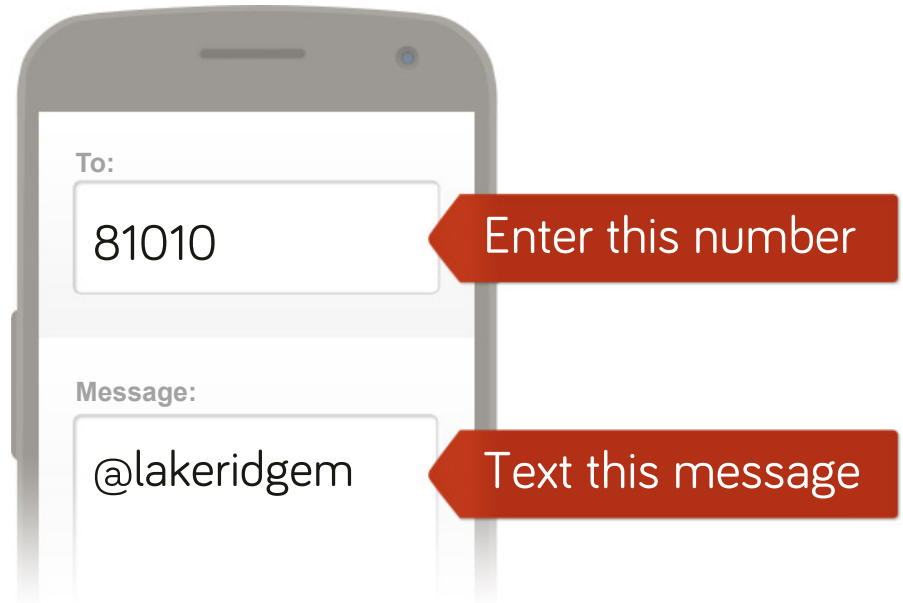 To:
81010
Enter this number
Message:
@lakeridgem
Text this message